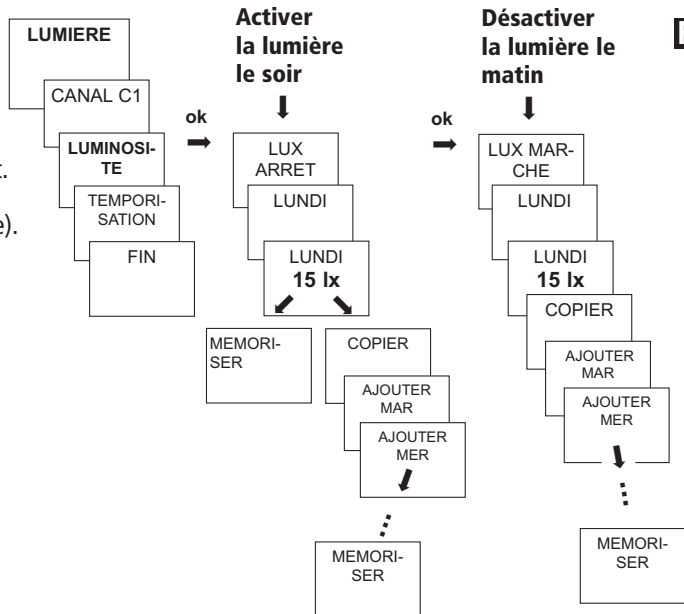 LUMIERE
CANAL C1
LUMINOSI-
TE
TEMPORI-
SATION
FIN
t.
e).
ok
Activer
la lumière
le soir
LUX
ARRET
LUNDI
LUNDI
15 lx
MEMORI-
SER
COPIER
AJOUTER
MAR
AJOUTER
MER
MEMORI-
SER
ok
Désactiver
la lumière le
matin
LUX MAR-
CHE
LUNDI
LUNDI
15 lx
COPIER
AJOUTER
MAR
AJOUTER
MER
MEMORI-
SER